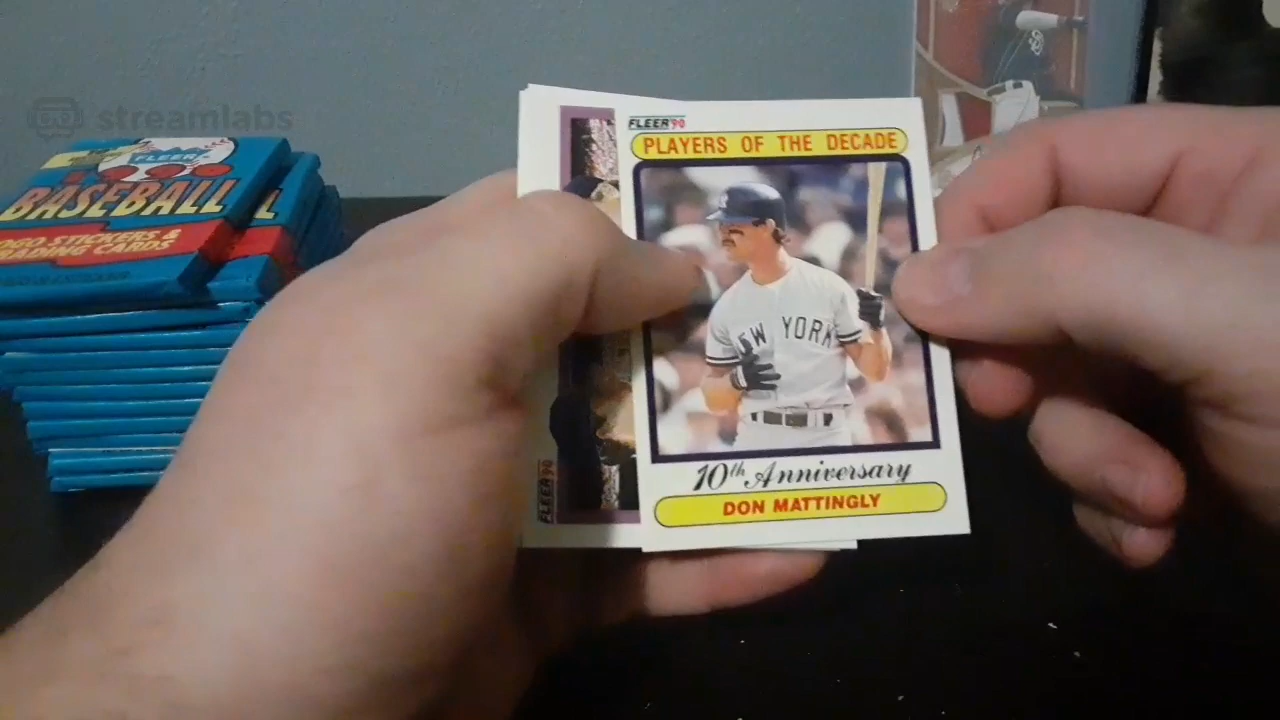 streamlabs
FLEER
BASEBALL
LOGO STICKERS &
TRADING CARDS
L
FLEER'90
PLAYERS OF THE DECADE
NEW YORK
10th Anniversary
DON MATTINGLY
FLEER'90